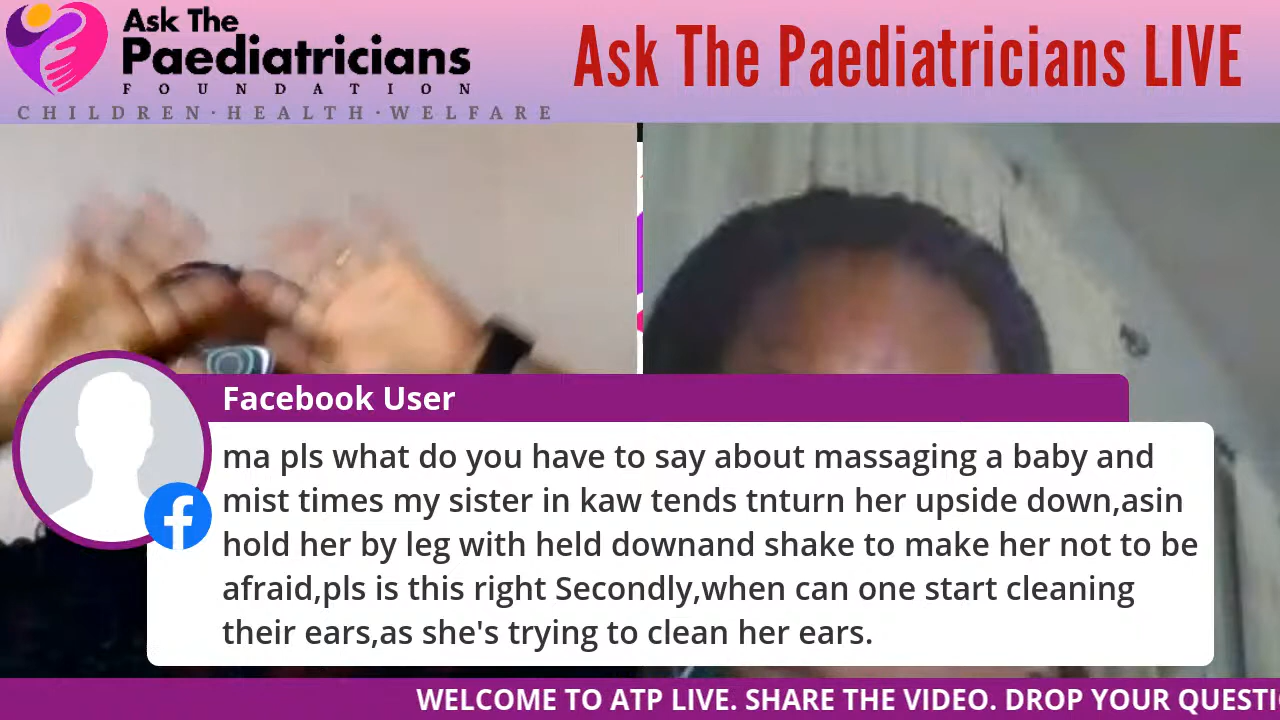 Ask The
Paediatricians
FOUNDATION
CHILDREN·HEALTH·WELFARE
Ask The Paediatricians LIVE
Facebook User
ma pls what do you have to say about massaging a baby and
mist times my sister in kaw tends tnturn her upside down,asin
hold her by leg with held downand shake to make her not to be
afraid,pls is this right Secondly,when can one start cleaning
their ears,as she's trying to clean her ears.
WELCOME TO ATP LIVE. SHARE THE VIDEO. DROP YOUR QUESTI